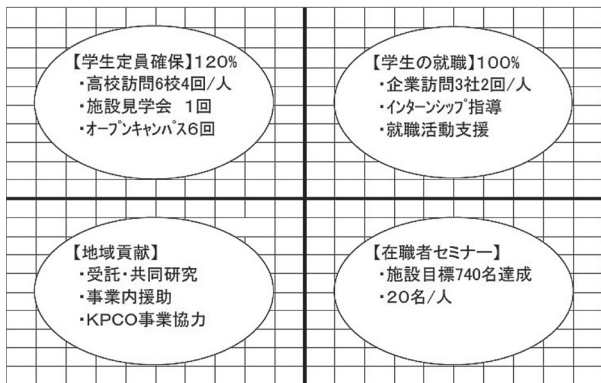 【学生定員確保】120%
・高校訪問6校4回/人
・施設見学会 1回
・オープンキャンパス6回
【学生の就職】100%
・企業訪問3社2回/人
・インターンシップ指導
・就職活動支援
【地域貢献】
・受託・共同研究
・事業内援助
・KPCO事業協力
【在職者セミナー】
・施設目標740名達成
・20名/人